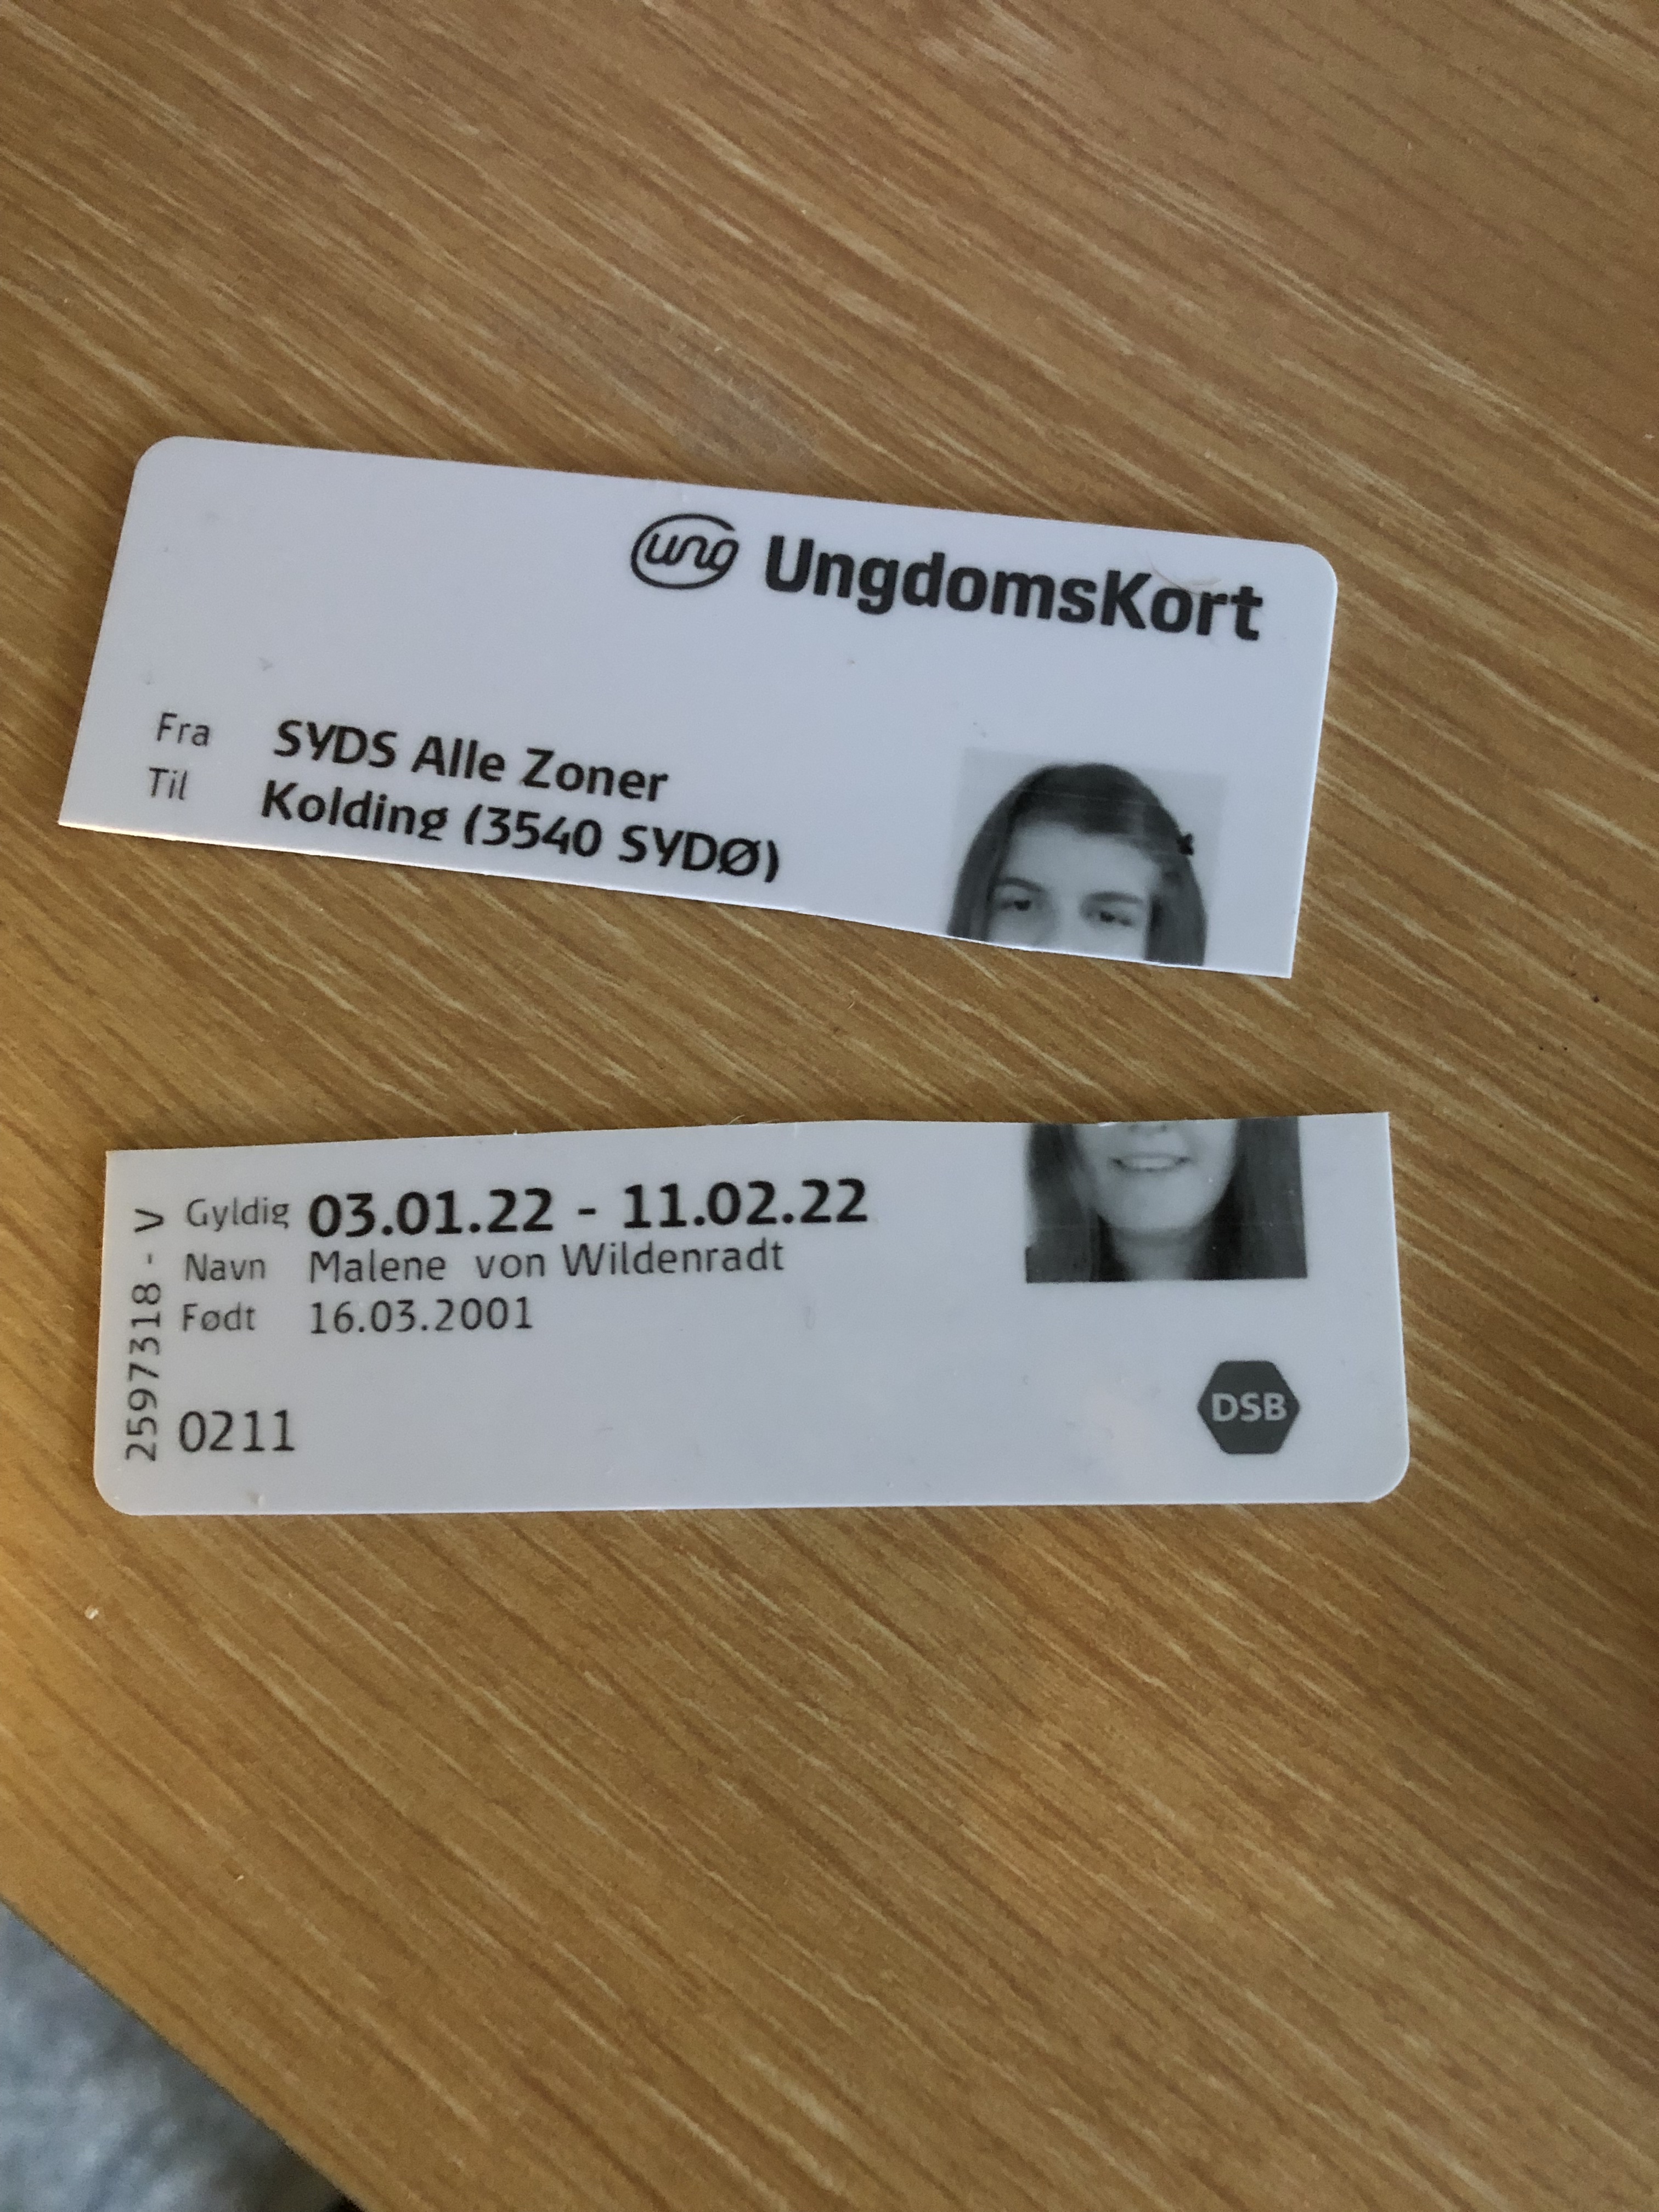 ung UngdomsKort
Fra SYDS Alle Zoner
Til Kolding (3540 SYDØ)
Gyldig 03.01.22 - 11.02.22
Navn Malene von Wildenradt
Født 16.03.2001
0211
2597318 - V
DSB